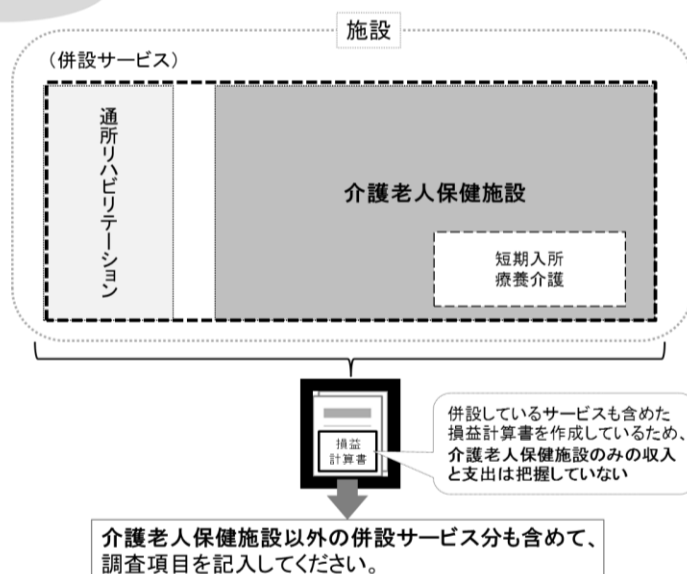 施設
（併設サービス）
通所リハビリテーション
介護老人保健施設
短期入所
療養介護
損益
計算書
併設しているサービスも含めた
損益計算書を作成しているため、
介護老人保健施設のみの収入
と支出は把握していない
介護老人保健施設以外の併設サービス分も含めて、
調査項目を記入してください。